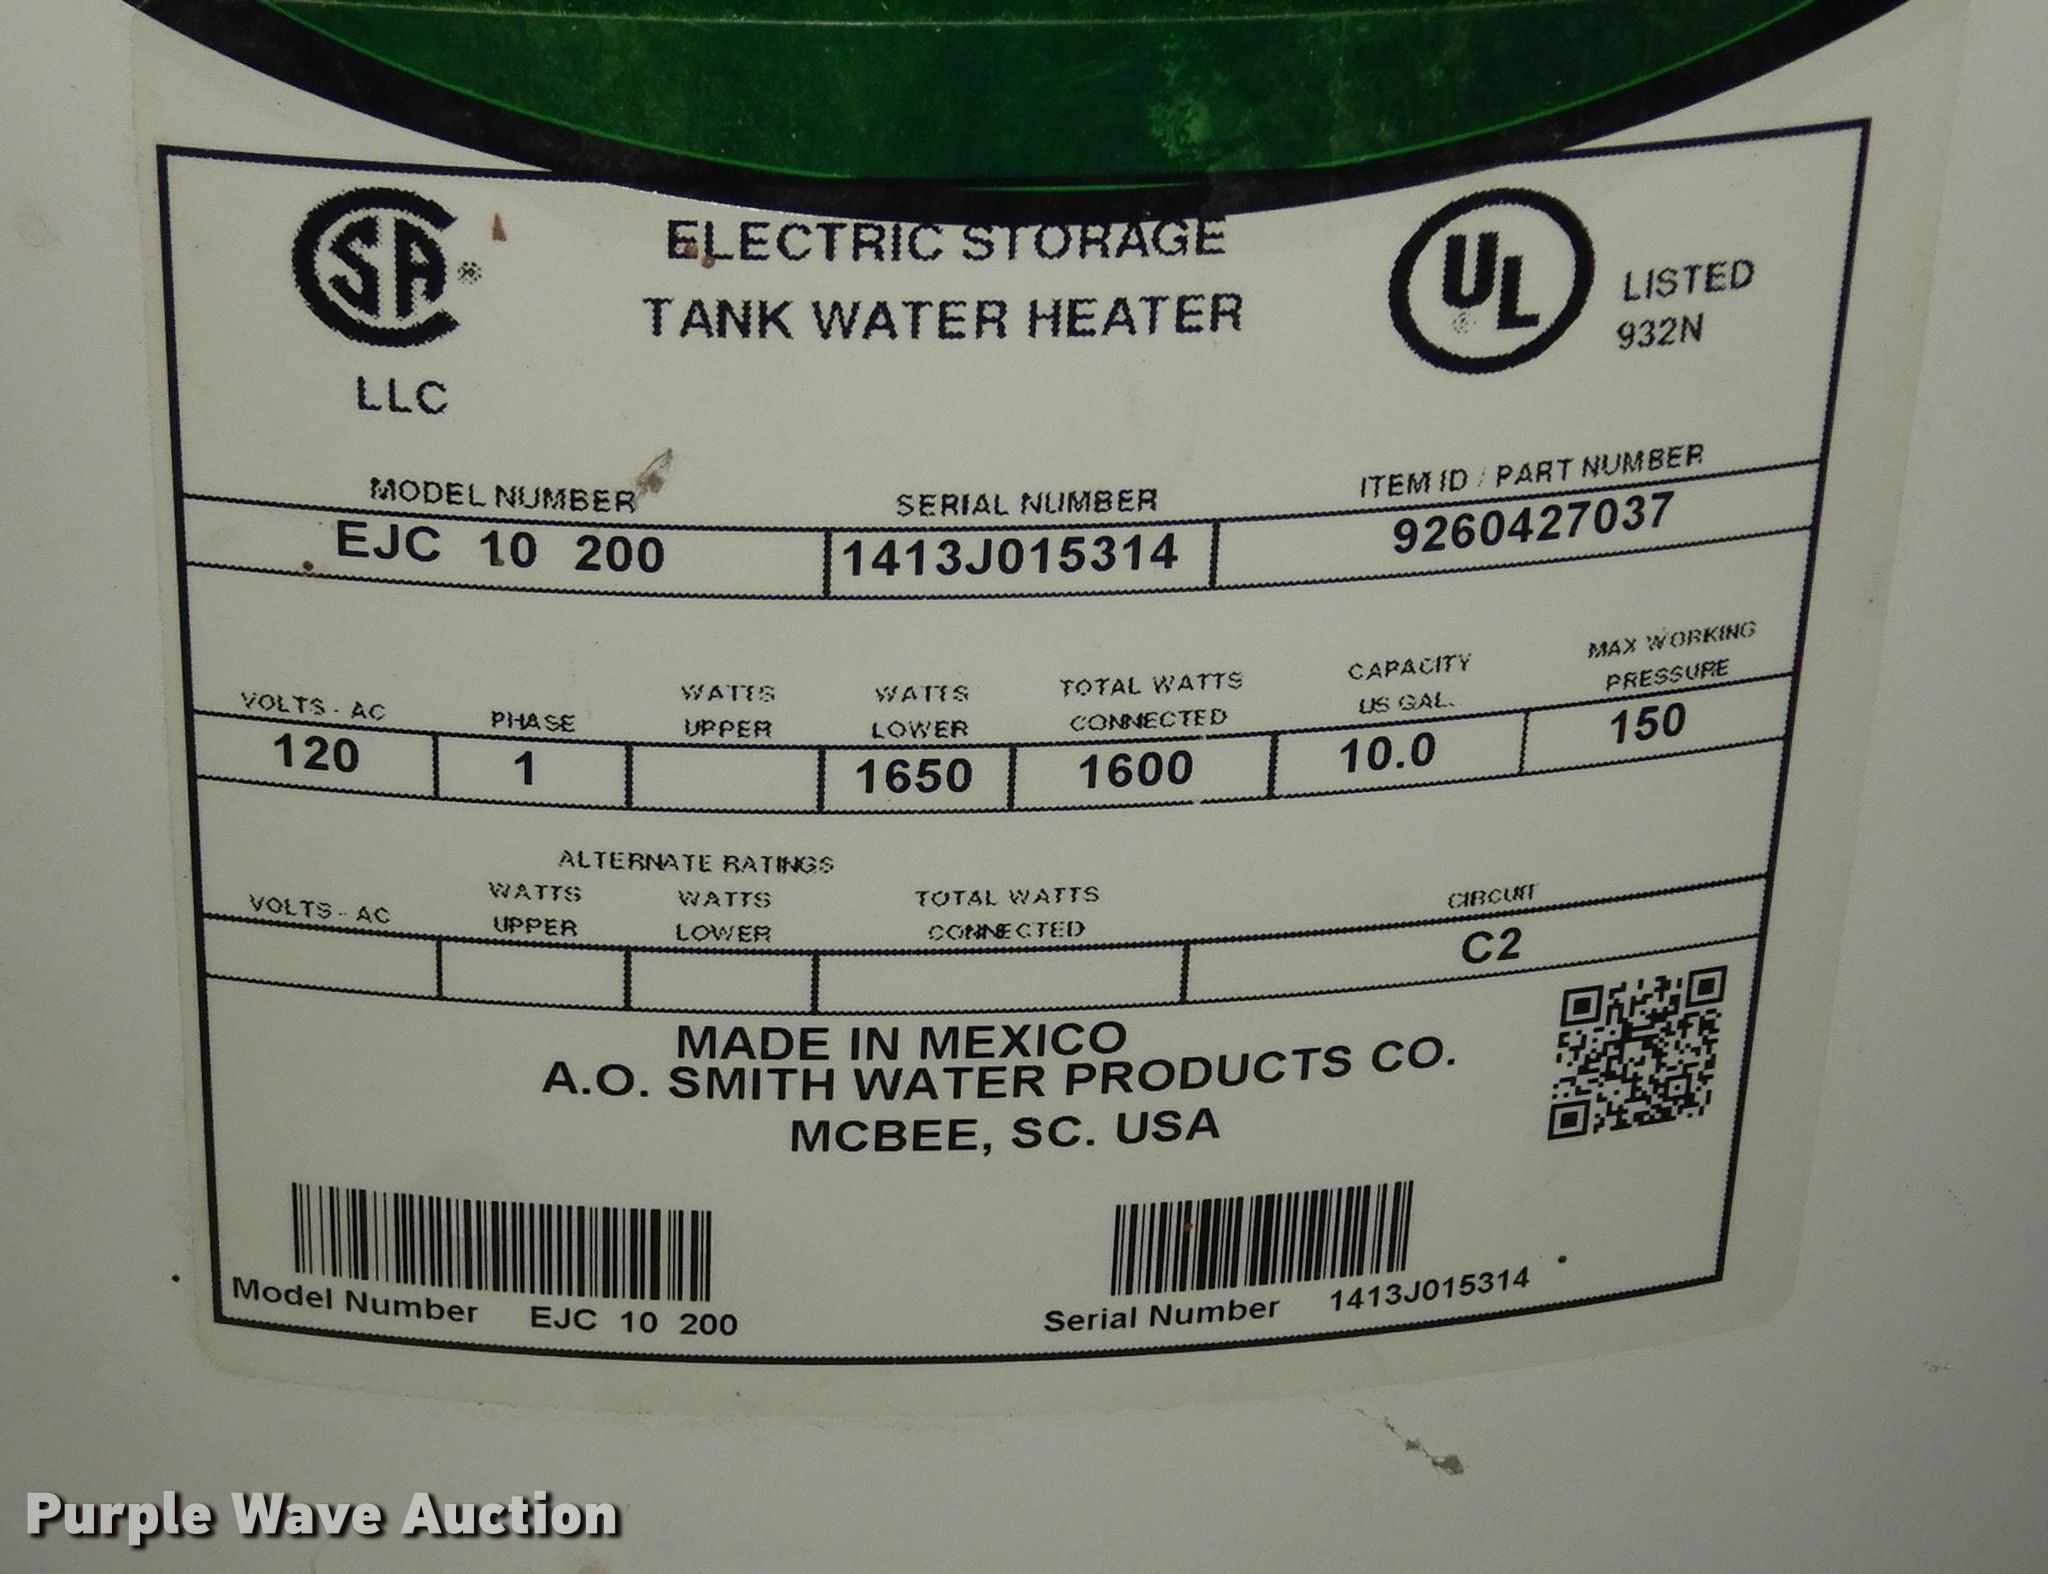 SA
®
LLC
ELECTRIC STORAGE
TANK WATER HEATER
UL
®
LISTED
932N
MODEL NUMBER SERIAL NUMBER ITEM ID / PART NUMBER
EJC 10 200 1413J015314 9260427037
VOLTS - AC PHASE WATTS UPPER WATTS LOWER TOTAL WATTS CONNECTED CAPACITY US GAL. MAX WORKING PRESSURE
120 1 1650 1600 10.0 150
ALTERNATE RATINGS
VOLTS - AC WATTS UPPER WATTS LOWER TOTAL WATTS CONNECTED CIRCUIT
C2
MADE IN MEXICO
A.O. SMITH WATER PRODUCTS CO.
MCBEE, SC. USA
Model Number EJC 10 200
Serial Number 1413J015314
Purple Wave Auction